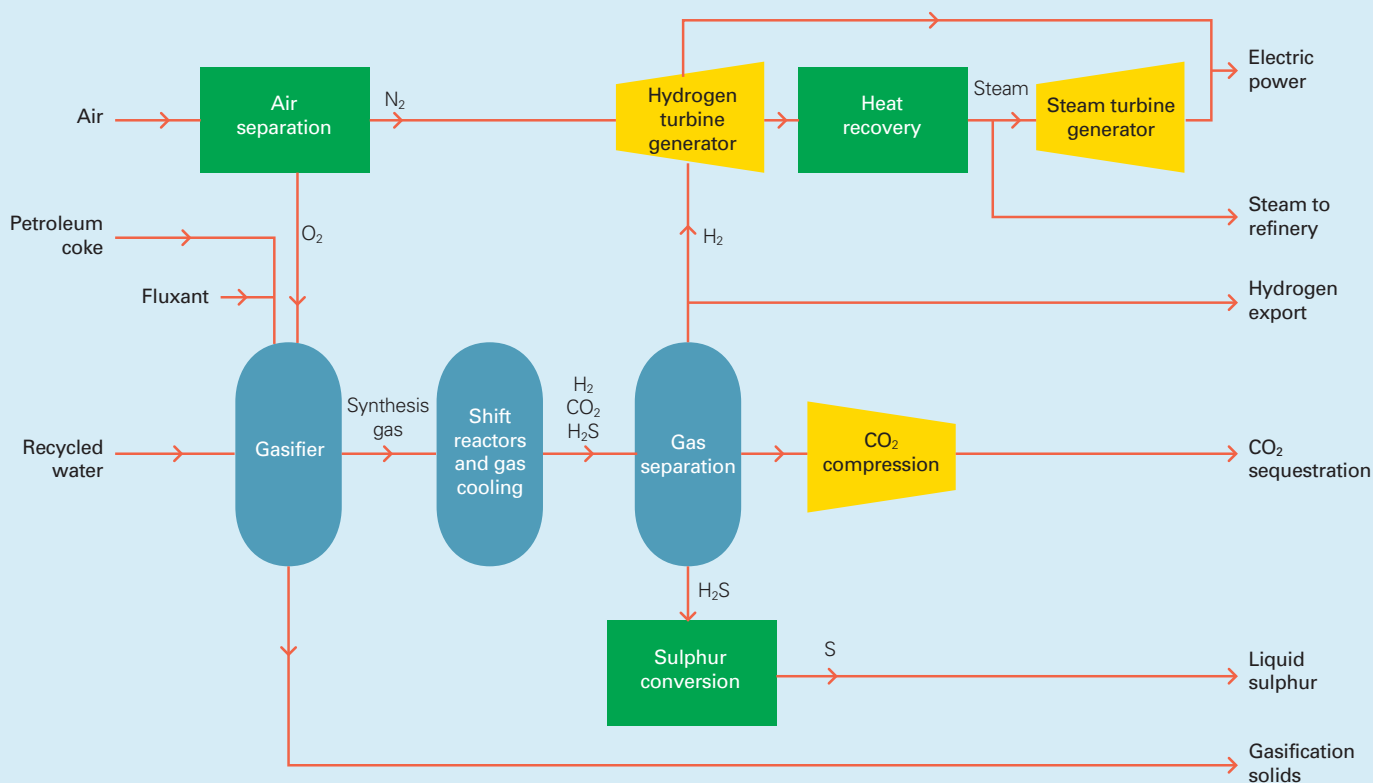 Air
Air
separation
N₂
Hydrogen
turbine
generator
Heat
recovery
Steam
Steam turbine
generator
Electric
power
Petroleum
coke
O₂
Fluxant
H₂
Steam to
refinery
Hydrogen
export
Recycled
water
Gasifier
Synthesis
gas
Shift
reactors
and gas
cooling
H₂
CO₂
H₂S
Gas
separation
CO₂
compression
CO₂
sequestration
H₂S
Sulphur
conversion
S
Liquid
sulphur
Gasification
solids